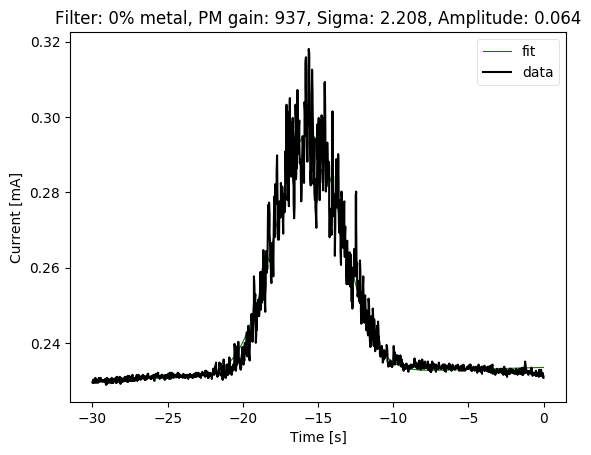 Filter: 0% metal, PM gain: 937, Sigma: 2.208, Amplitude: 0.064
fit
data
0.32
0.30
0.28
0.26
0.24
Current [mA]
−30
−25
−20
−15
−10
−5
0
Time [s]